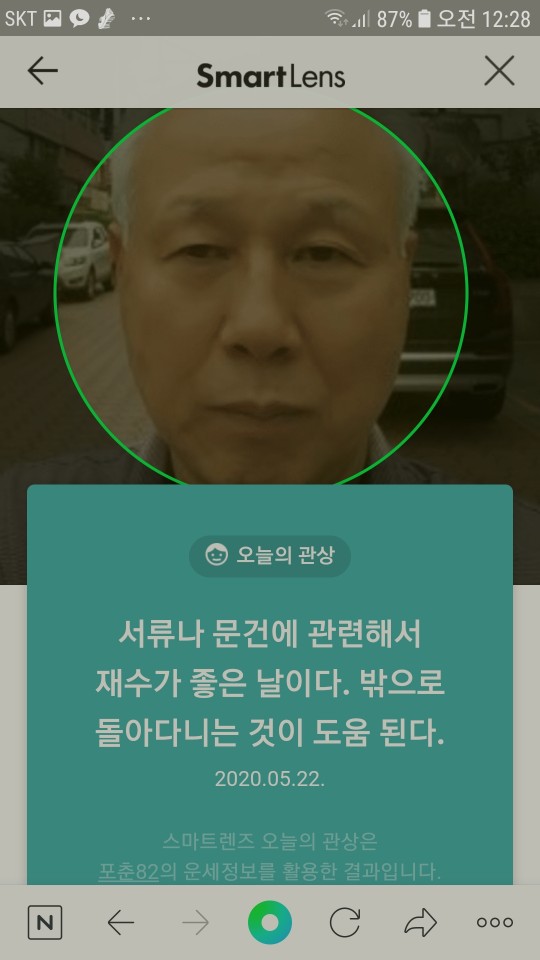 SKT 87% 오전 12:28
SmartLens
오늘의 관상
서류나 문건에 관련해서
재수가 좋은 날이다. 밖으로
돌아다니는 것이 도움 된다.
2020.05.22.
스마트렌즈 오늘의 관상은
포춘82의 운세정보를 활용한 결과입니다.
N